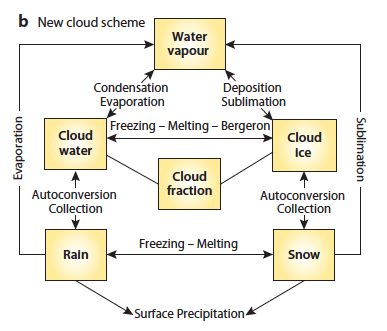 b New cloud scheme
Water
vapour
Condensation
Evaporation
Deposition
Sublimation
Evaporation
Sublimation
Cloud
water
Freezing – Melting – Bergeron
Cloud
ice
Cloud
fraction
Autoconversion
Collection
Autoconversion
Collection
Rain
Freezing – Melting
Snow
Surface Precipitation